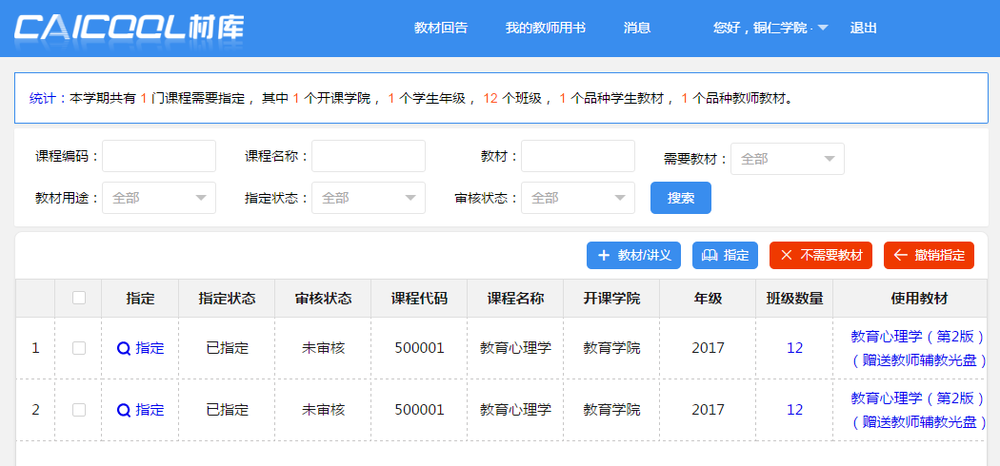 CAICOOL村库 教材回告 我的教师用书 消息 您好，铜仁学院 · 退出
统计：本学期共有 1 门课程需要指定， 其中 1 个开课学院， 1 个学生年级， 12 个班级， 1 个品种学生教材， 1 个品种教师教材。
课程编码： 课程名称： 教材： 需要教材： 全部
教材用途： 全部 指定状态： 全部 审核状态： 全部 搜索
教材/讲义 指定 不需要教材 撤销指定
指定 指定状态 审核状态 课程代码 课程名称 开课学院 年级 班级数量 使用教材
1 指定 已指定 未审核 500001 教育心理学 教育学院 2017 12 教育心理学（第2版）
（赠送教师辅教光盘）
2 指定 已指定 未审核 500001 教育心理学 教育学院 2017 12 教育心理学（第2版）
（赠送教师辅教光盘）